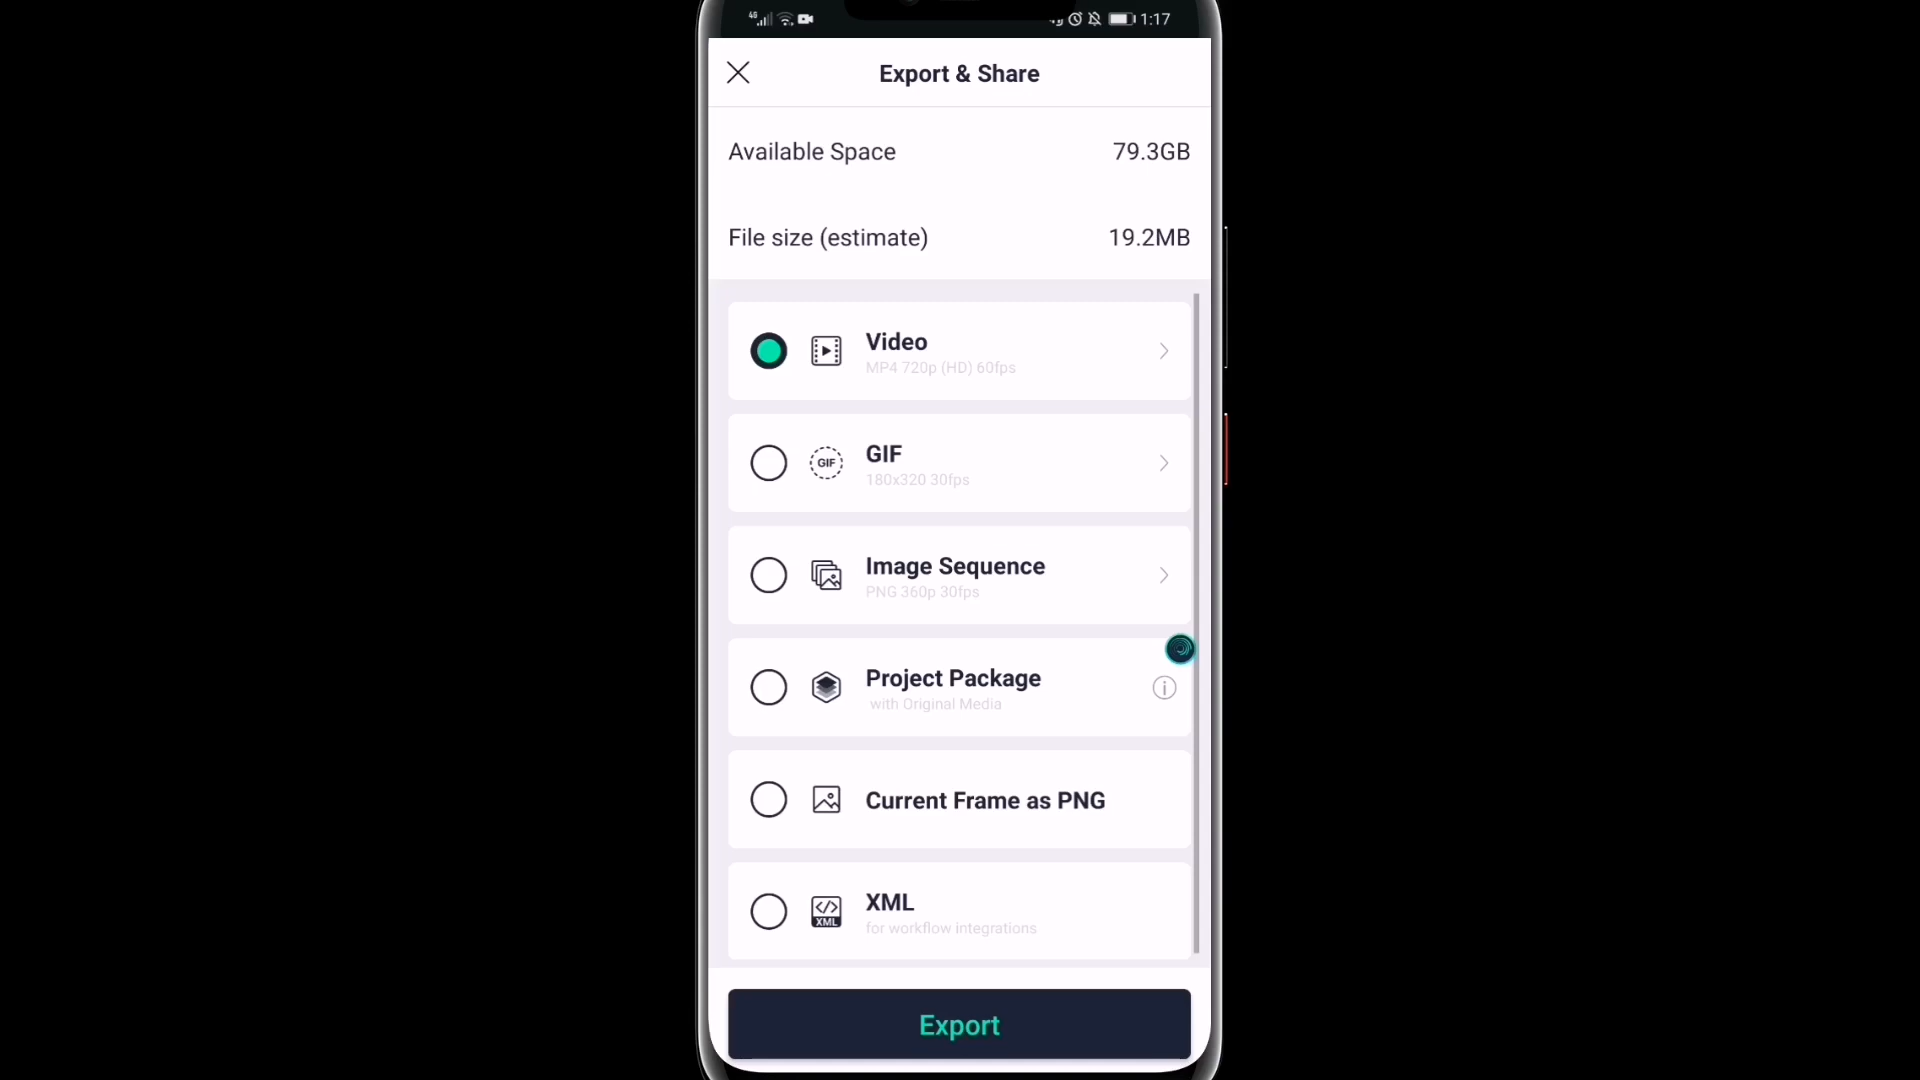 4G 1:17
Export & Share
Available Space 79.3GB
File size (estimate) 19.2MB
Video
MP4 720p (HD) 60fps
GIF
GIF
180x320 30fps
Image Sequence
PNG 360p 30fps
Project Package
with Original Media
Current Frame as PNG
XML
XML
for workflow integrations
Export